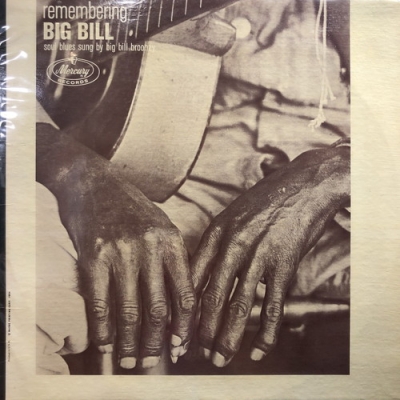 remembering
BIG BILL
soul blues sung by big bill broonzy
Mercury
RECORDS